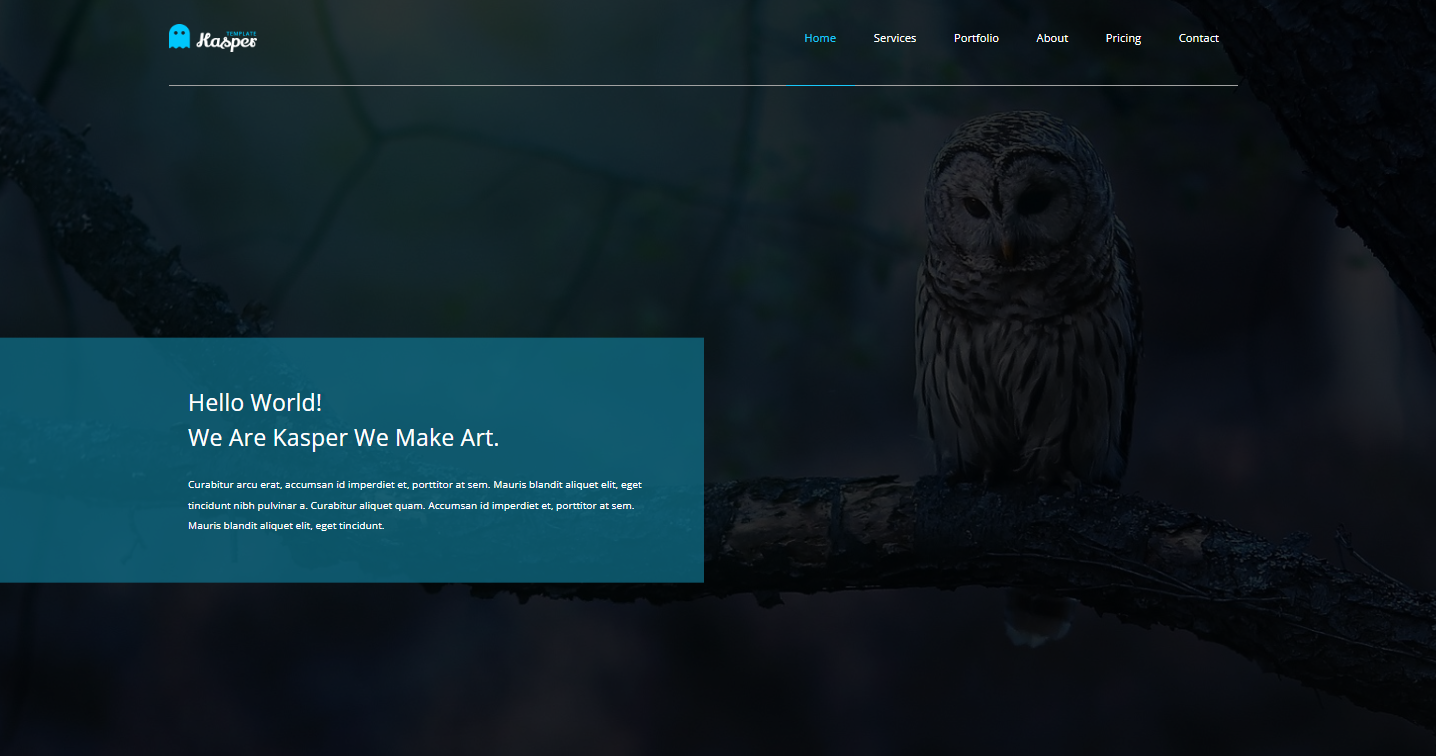 TEMPLATE
Kasper
Home Services Portfolio About Pricing Contact
Hello World!
We Are Kasper We Make Art.
Curabitur arcu erat, accumsan id imperdiet et, porttitor at sem. Mauris blandit aliquet elit, eget
tincidunt nibh pulvinar a. Curabitur aliquet quam. Accumsan id imperdiet et, porttitor at sem.
Mauris blandit aliquet elit, eget tincidunt.